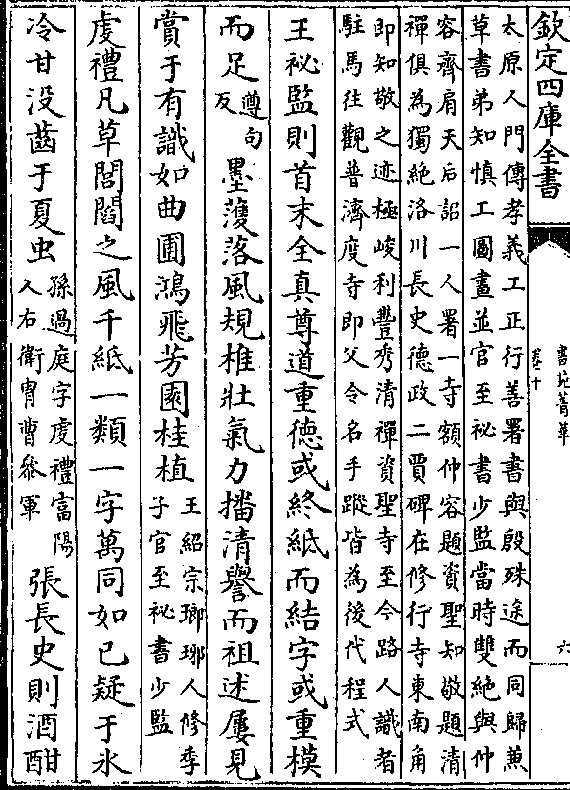 欽定四庫全書
書苑菁華
卷十
六
太原人門傳孝義工正行善署書與殷殊途而同歸兼
草書弟知慎工圖畫並官至祕書少監當時雙絕與仲
容齊肩天后詔一人署一寺額仲容題資聖知敬題清
禪俱為獨絕洛川長史德政二賈碑在修行寺東南角
即知敬之迹極峻利豐秀清禪資聖寺至今路人識者
駐馬往觀普濟度寺即父令名手蹤皆為後代程式
王祕監則首末全真尊道重德或終紙而結字或重模
而足遵句反墨䕶落風規椎壯氣力播清譽而祖述屢見
賞于有識如曲圃鴻飛芳園桂植王紹宗瑯琊人修季子官至祕書少監
虔禮凡草閭閻之風千紙一類一字萬同如已疑于氷
冷甘没齒于夏虫孫過庭字虔禮富陽人右衛胄曹叅軍張長史則酒酣